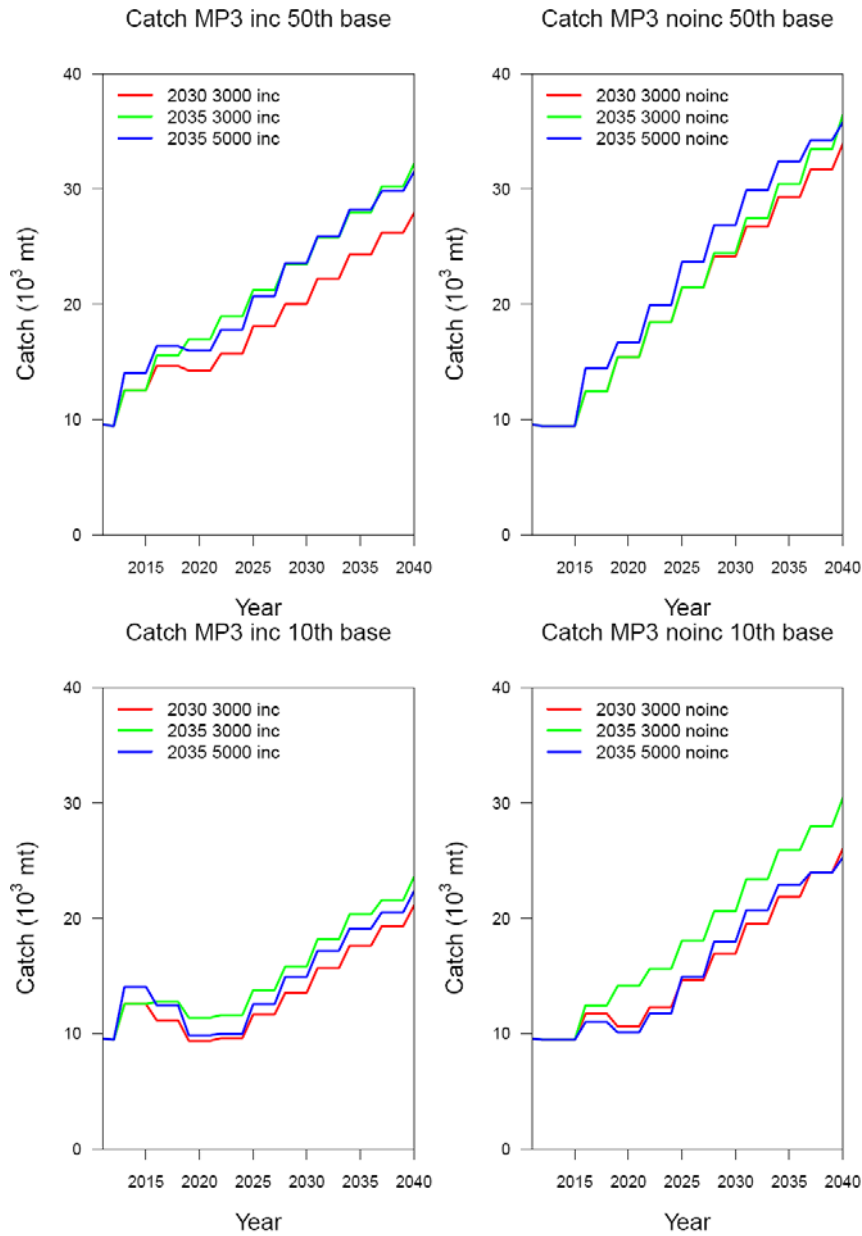 Catch MP3 inc 50th base
Catch MP3 noinc 50th base
40
30
20
10
0
Catch (10³ mt)
2030 3000 inc
2035 3000 inc
2035 5000 inc
2015 2020 2025 2030 2035 2040
Year
40
30
20
10
0
Catch (10³ mt)
2030 3000 noinc
2035 3000 noinc
2035 5000 noinc
2015 2020 2025 2030 2035 2040
Year
Catch MP3 inc 10th base
Catch MP3 noinc 10th base
40
30
20
10
0
Catch (10³ mt)
2030 3000 inc
2035 3000 inc
2035 5000 inc
2015 2020 2025 2030 2035 2040
Year
40
30
20
10
0
Catch (10³ mt)
2030 3000 noinc
2035 3000 noinc
2035 5000 noinc
2015 2020 2025 2030 2035 2040
Year